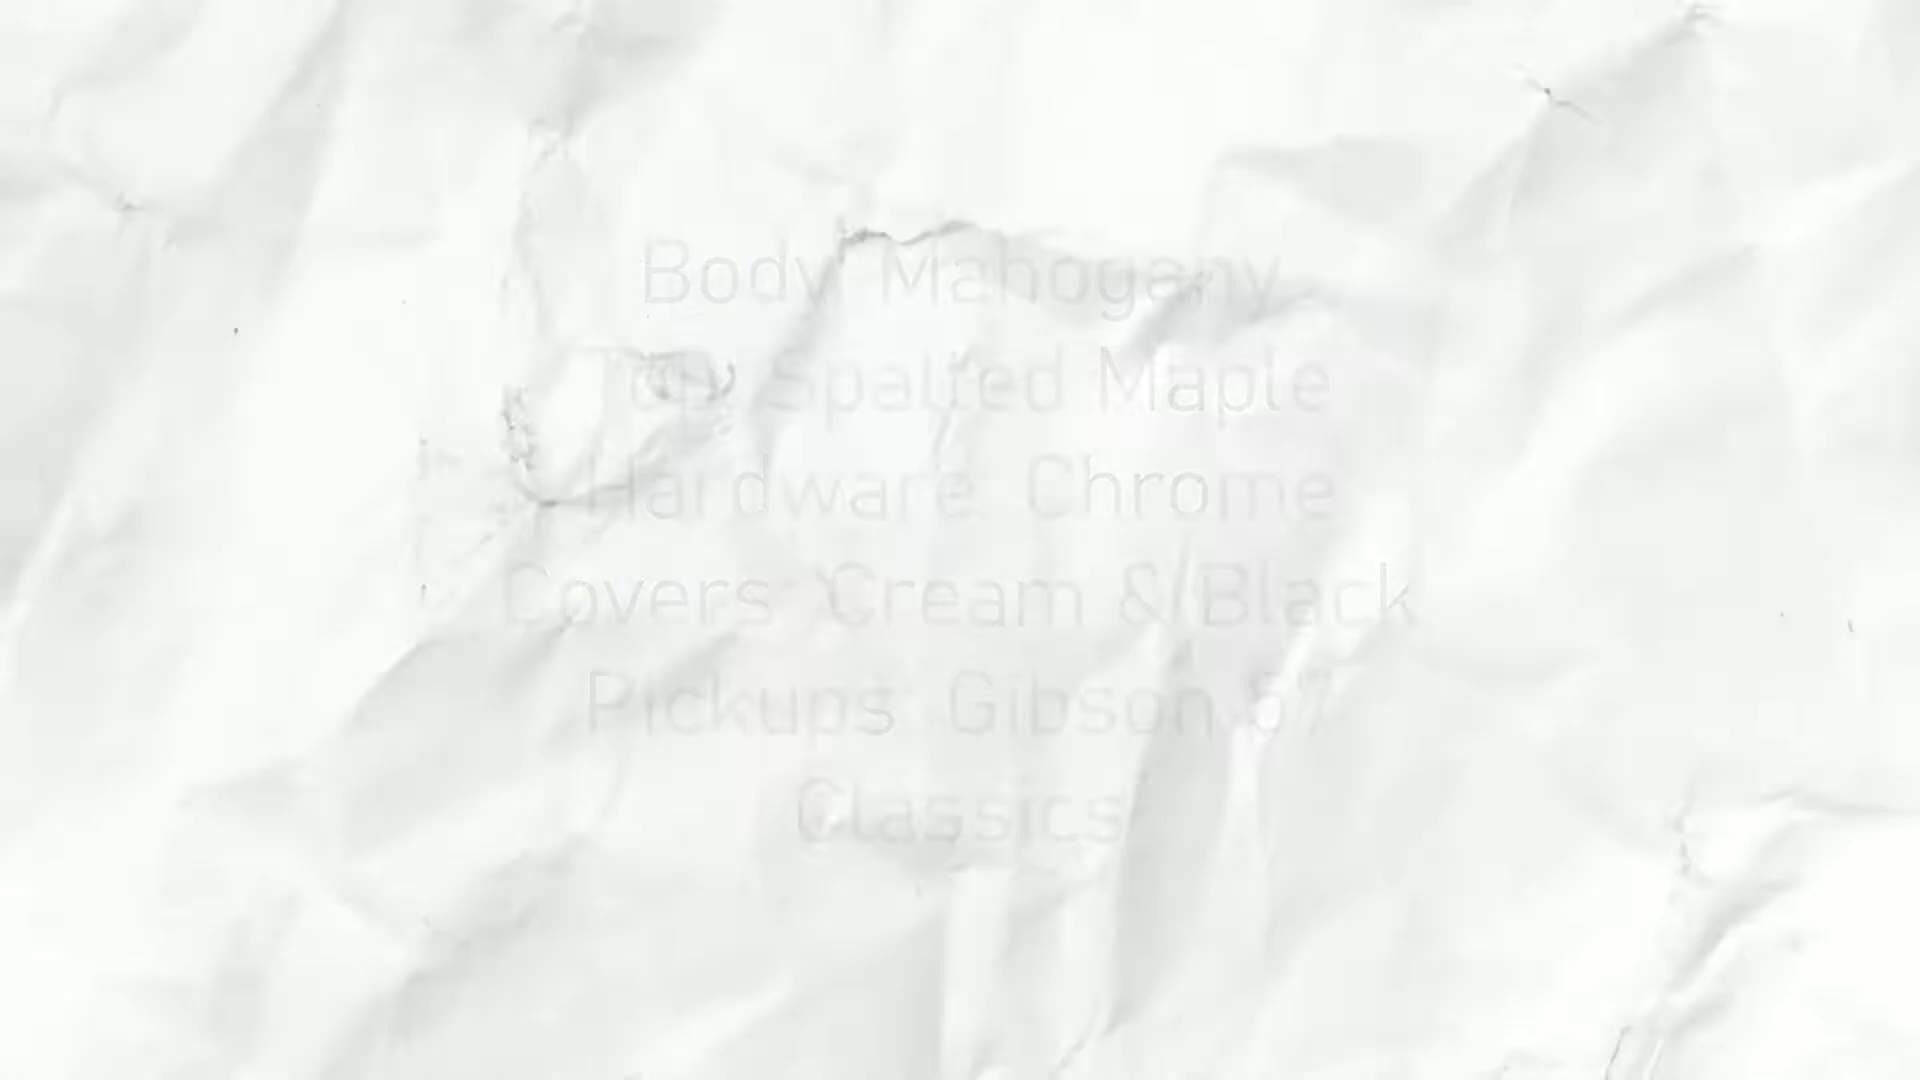 Body: Mahogany
Top: Spalted Maple
Hardware: Chrome
Covers: Cream & Black
Pickups: Gibson 57
Classics